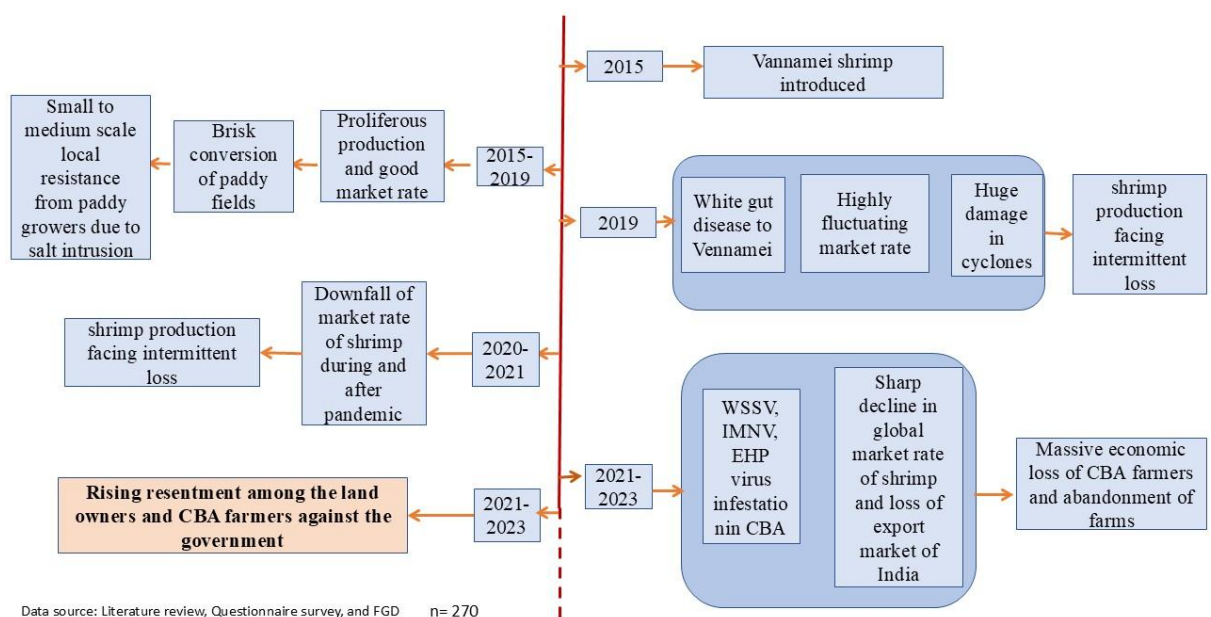 2015
Vannamei shrimp
introduced
Small to
medium scale
local
resistance
from paddy
growers due to
salt intrusion
Brisk
conversion
of paddy
fields
Proliferous
production
and good
market rate
2015-
2019
2019
White gut
disease to
Vennamei
Highly
fluctuating
market rate
Huge
damage
in
cyclones
shrimp
production
facing
intermittent
loss
shrimp production
facing intermittent
loss
Downfall of
market rate
of shrimp
during and
after
pandemic
2020-
2021
2021-
2023
WSSV,
IMNV,
EHP
virus
infestatio
nin CBA
Sharp
decline in
global
market rate
of shrimp
and loss of
export
market of
India
Massive economic
loss of CBA farmers
and abandonment of
farms
Rising resentment among the land
owners and CBA farmers against the
government
2021-
2023
Data source: Literature review, Questionnaire survey, and FGD n= 270